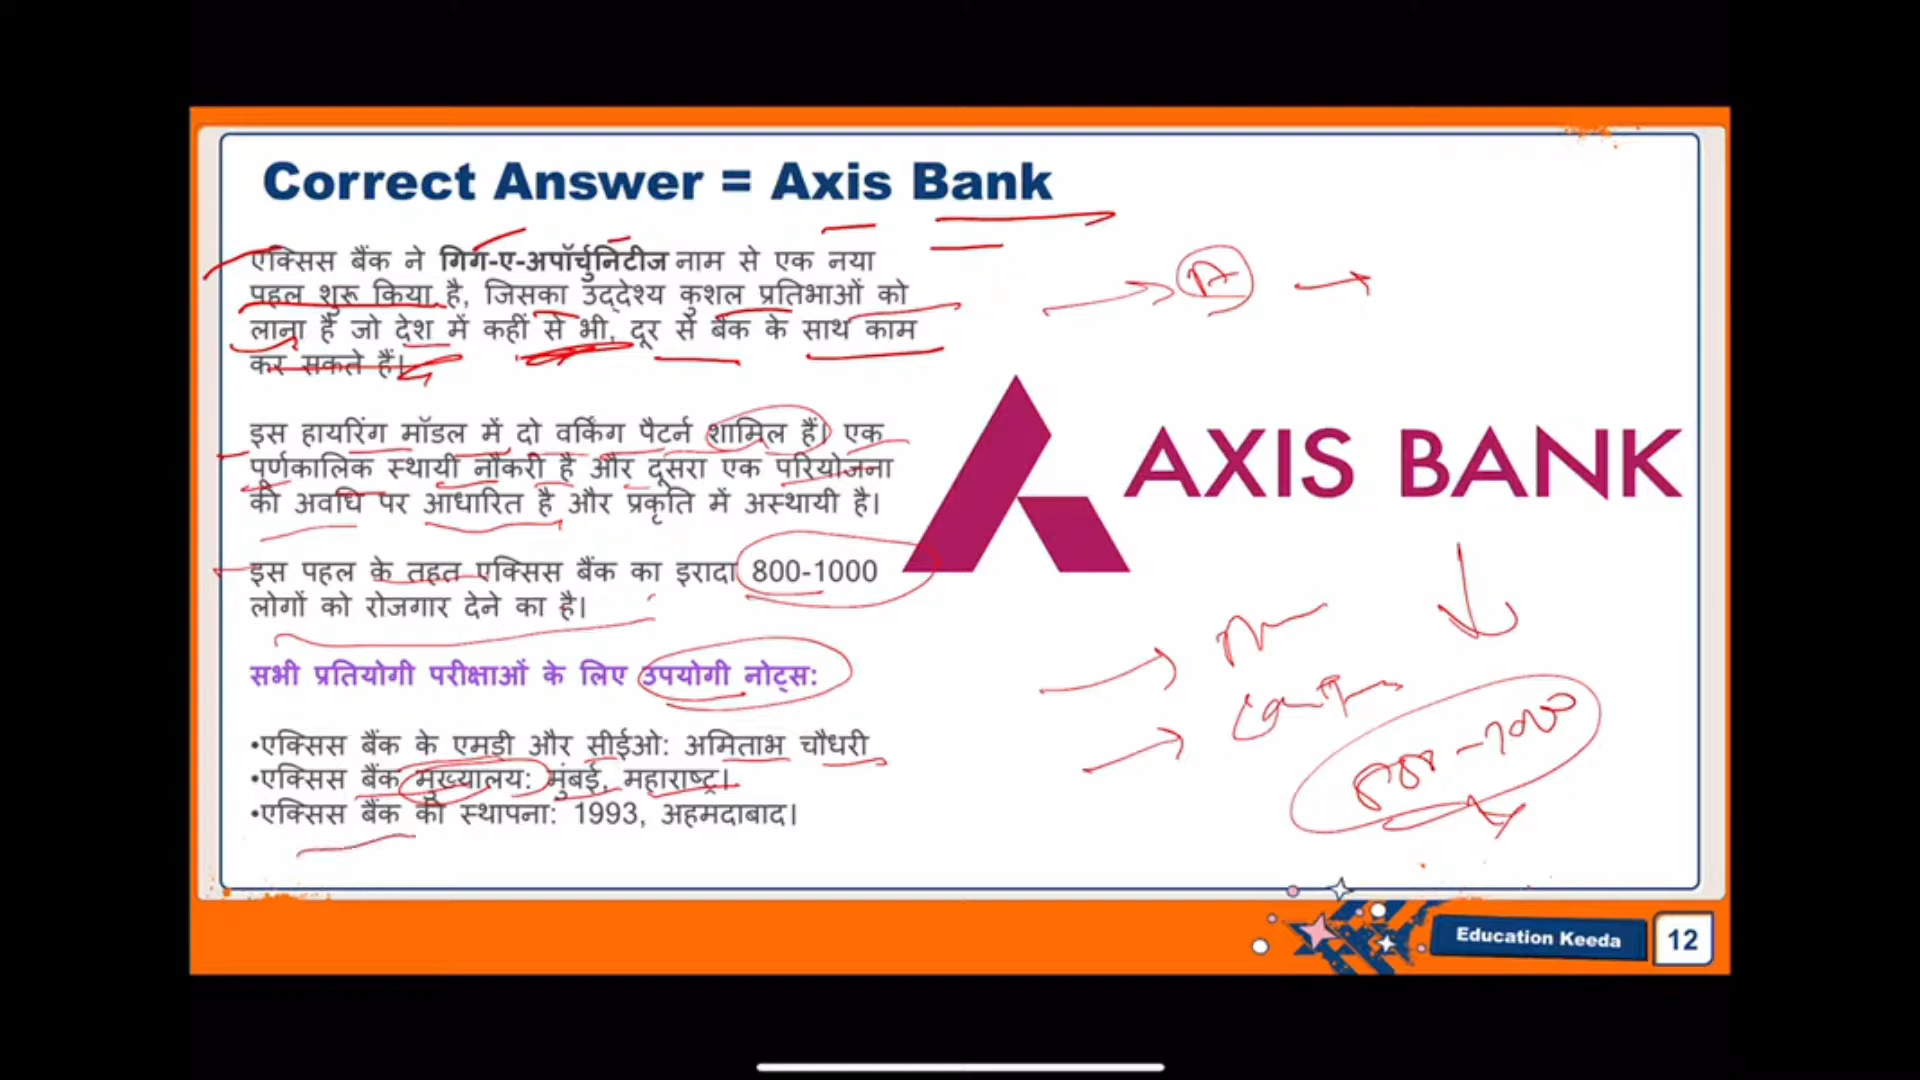 Correct Answer = Axis Bank
एक्सिस बैंक ने गिग-ए-अपॉर्चुनिटीज नाम से एक नया
पहल शुरू किया है, जिसका उद्देश्य कुशल प्रतिभाओं को
लाना है जो देश में कहीं से भी, दूर से बैंक के साथ काम
कर सकते हैं।
इस हायरिंग मॉडल में दो वर्किंग पैटर्न शामिल हैं। एक
पूर्णकालिक स्थायी नौकरी है और दूसरा एक परियोजना
की अवधि पर आधारित है और प्रकृति में अस्थायी है।
इस पहल के तहत एक्सिस बैंक का इरादा 800-1000
लोगों को रोजगार देने का है।
सभी प्रतियोगी परीक्षाओं के लिए उपयोगी नोट्स:
•एक्सिस बैंक के एमडी और सीईओ: अमिताभ चौधरी
•एक्सिस बैंक मुख्यालय: मुंबई, महाराष्ट्र।
•एक्सिस बैंक की स्थापना: 1993, अहमदाबाद।
AXIS BANK
800-1000
Education Keeda
12